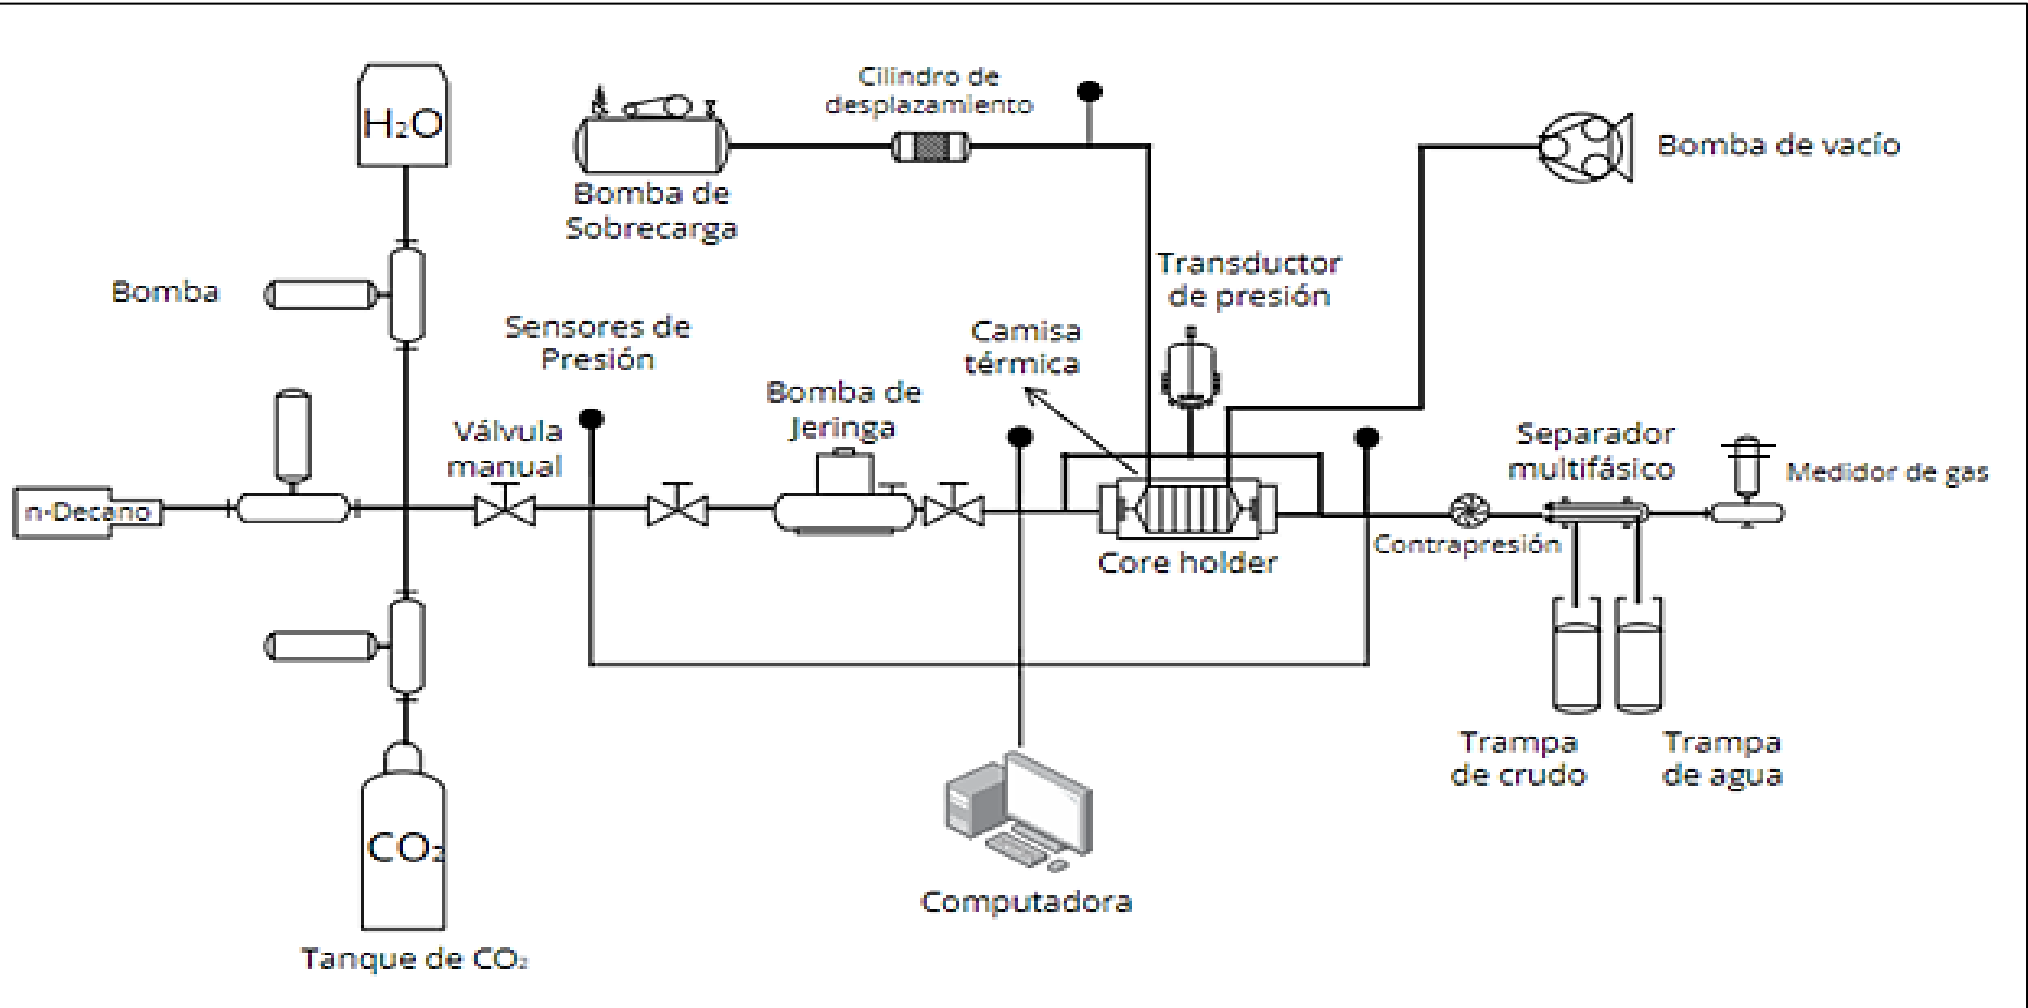 H₂O
Cilindro de
desplazamiento
Bomba de
Sobrecarga
Bomba de vacío
Bomba
Sensores de
Presión
Transductor
de presión
Camisa
térmica
Bomba de
Jeringa
Válvula
manual
Separador
multifásico
Medidor de gas
n-Decano
Contrapresión
Core holder
Trampa
de crudo
Trampa
de agua
CO₂
Computadora
Tanque de CO₂